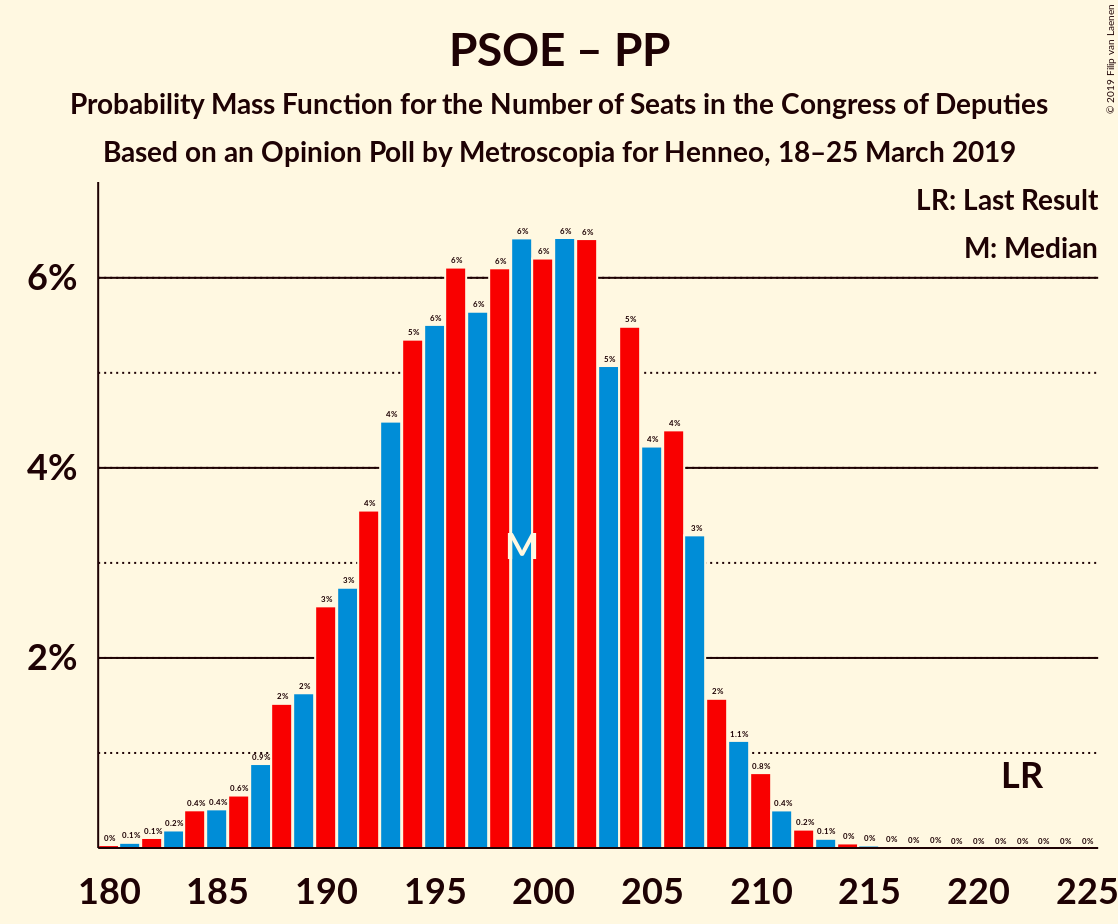 PSOE – PP
Probability Mass Function for the Number of Seats in the Congress of Deputies
Based on an Opinion Poll by Metroscopia for Henneo, 18–25 March 2019
© 2019 Filip van Laenen
LR: Last Result
M: Median
6%
4%
2%
0% 0.1% 0.1% 0.2% 0.4% 0.4% 0.6% 0.9% 2% 2% 3% 3% 4% 4% 5% 6% 6% 6% 6% 6% 6% 6% 6% 5% 5% 4% 4% 3% 2% 1.1% 0.8% 0.4% 0.2% 0.1% 0% 0% 0% 0% 0% 0% 0% 0% 0% 0% 0% 0%
M
LR
180 185 190 195 200 205 210 215 220 225